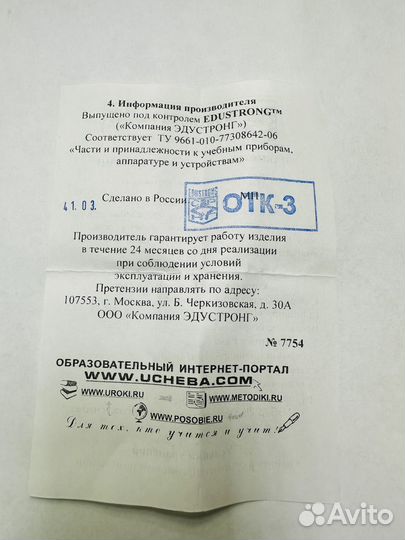 4. Информация производителя
Выпущено под контролем EDUSTRONG™
(«Компания ЭДУСТРОНГ»)
Соответствует ТУ 9661-010-77308642-06
«Части и принадлежности к учебным приборам,
аппаратуре и устройствам»
41.03. Сделано в России МП
EDUSTRONG ОТК-3
Производитель гарантирует работу изделия
в течение 24 месяцев со дня реализации
при соблюдении условий
эксплуатации и хранения.
Претензии направлять по адресу:
107553, г. Москва, ул. Б. Черкизовская, д. 30А
ООО «Компания ЭДУСТРОНГ»
№ 7754
ОБРАЗОВАТЕЛЬНЫЙ ИНТЕРНЕТ-ПОРТАЛ
WWW.UCHEBA.COM
WWW.UROKI.RU WWW.METODIKI.RU
WWW.POSOBIE.RU
Для тех, кто учится и учит!
Avito